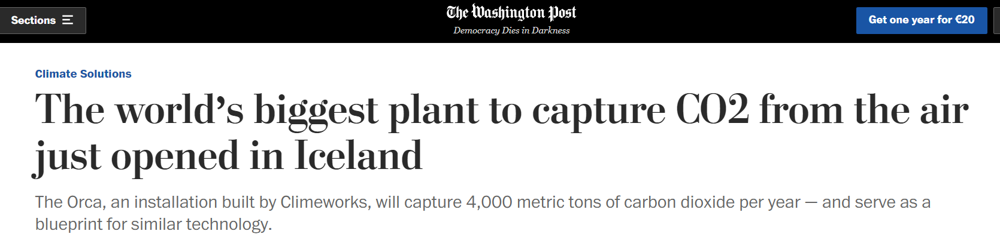 Sections
The Washington Post
Democracy Dies in Darkness
Get one year for €20
Climate Solutions
The world’s biggest plant to capture CO2 from the air
just opened in Iceland
The Orca, an installation built by Climeworks, will capture 4,000 metric tons of carbon dioxide per year — and serve as a
blueprint for similar technology.